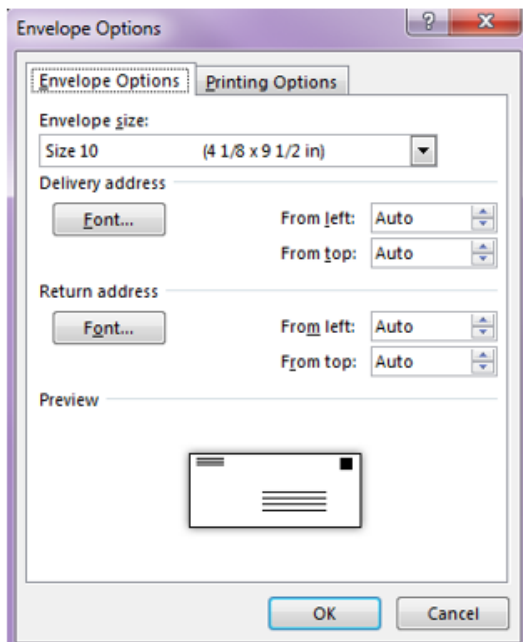 Envelope Options
Envelope Options Printing Options
Envelope size:
Size 10 (4 1/8 x 9 1/2 in)
Delivery address
Font... From left: Auto
From top: Auto
Return address
Font... From left: Auto
From top: Auto
Preview
OK Cancel